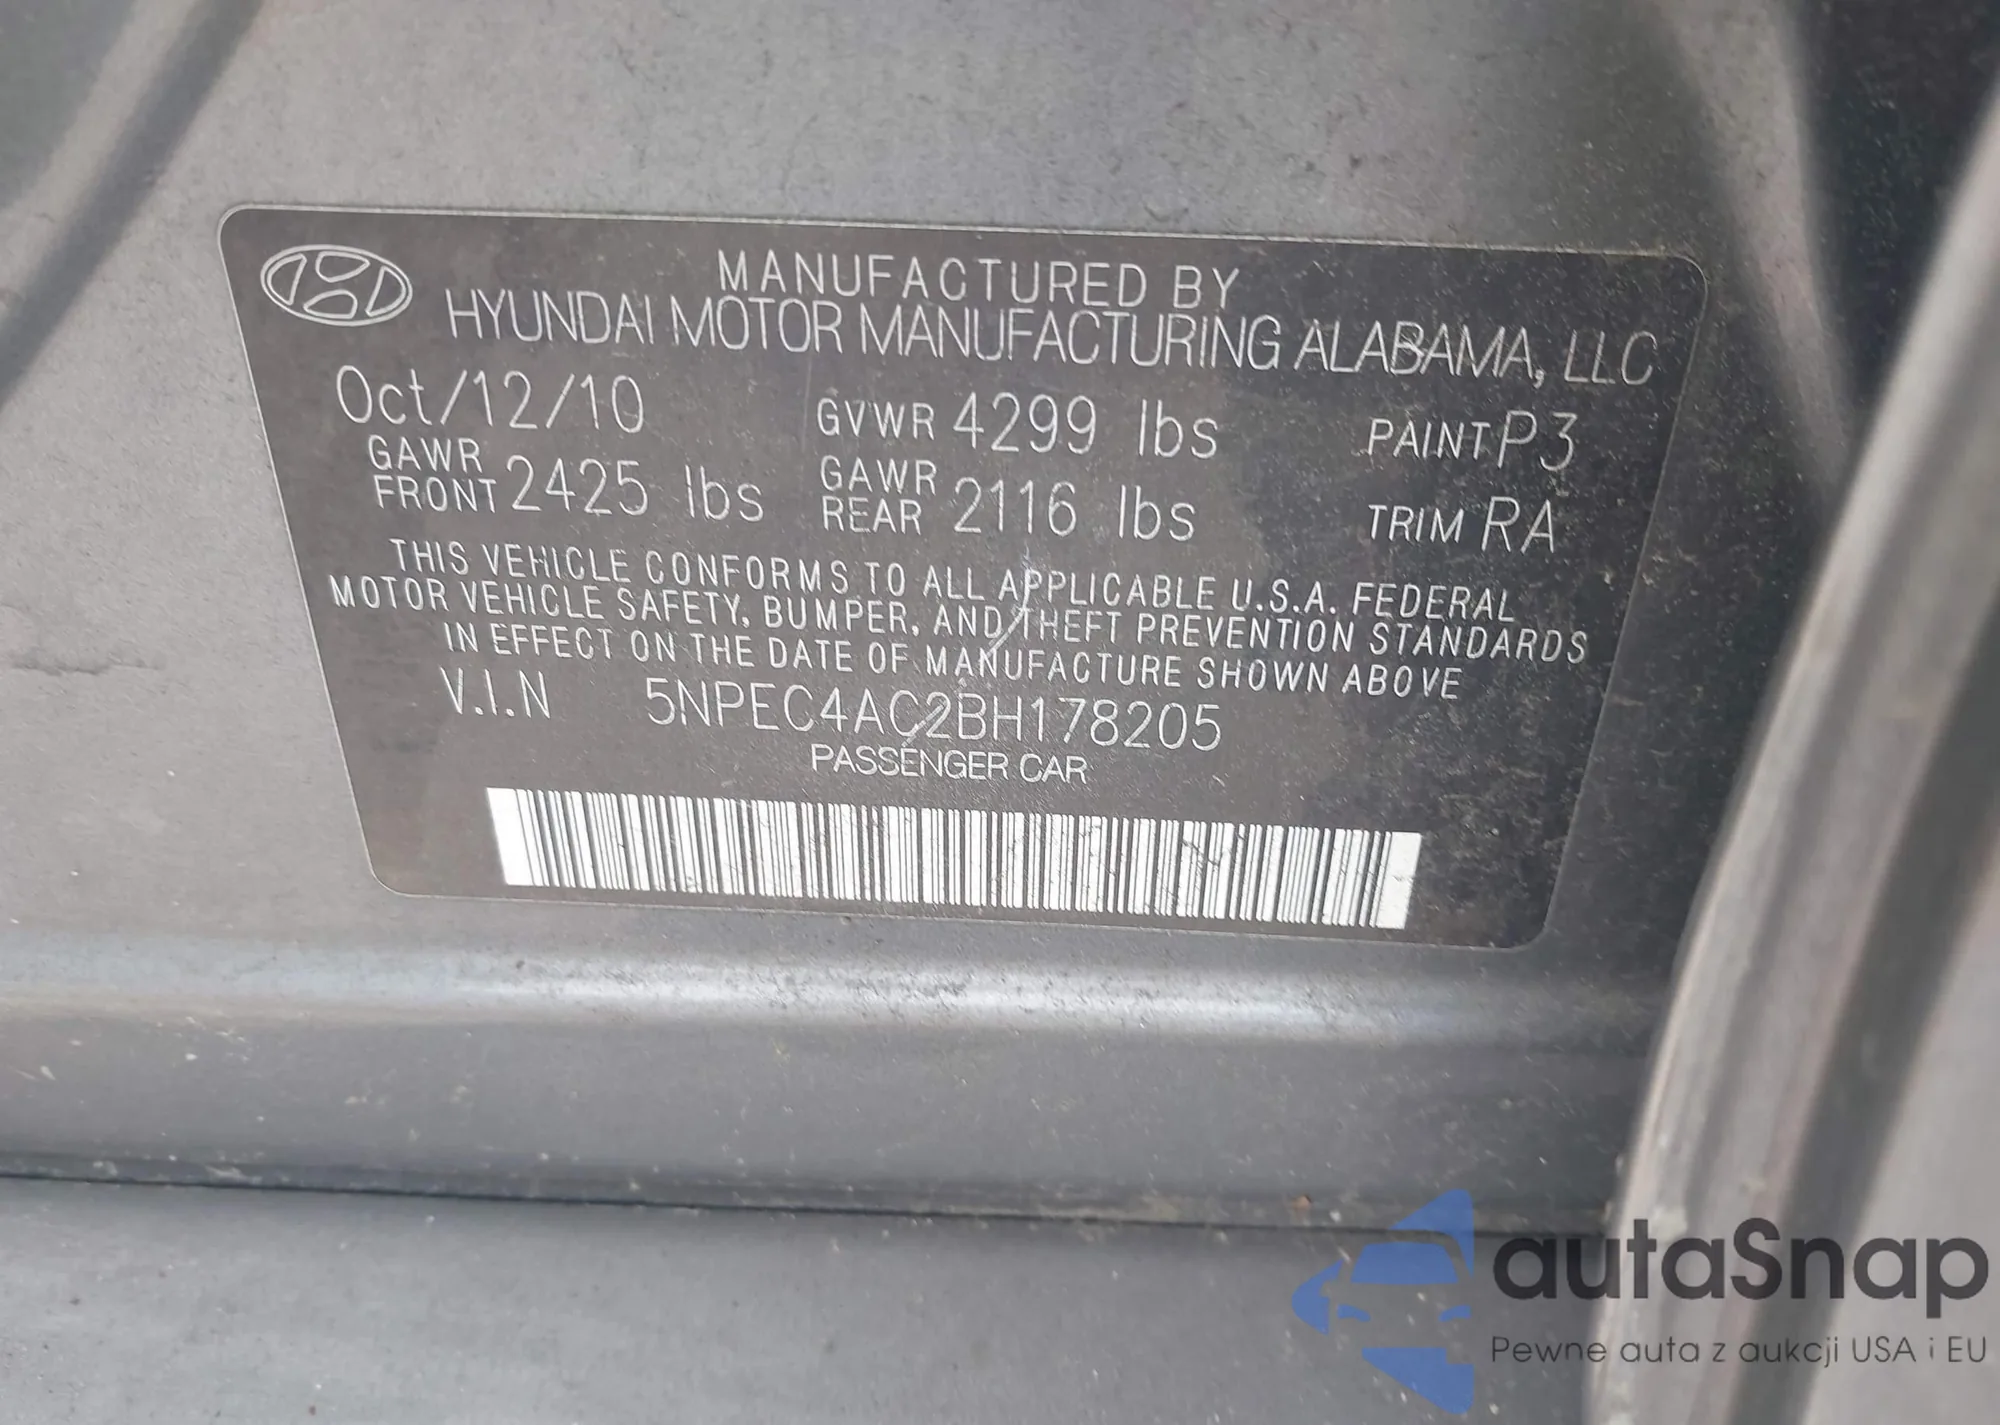 MANUFACTURED BY
HYUNDAI MOTOR MANUFACTURING ALABAMA, LLC
Oct/12/10 GVWR 4299 lbs PAINT P3
GAWR FRONT 2425 lbs GAWR REAR 2116 lbs TRIM RA
THIS VEHICLE CONFORMS TO ALL APPLICABLE U.S.A. FEDERAL
MOTOR VEHICLE SAFETY, BUMPER, AND THEFT PREVENTION STANDARDS
IN EFFECT ON THE DATE OF MANUFACTURE SHOWN ABOVE
V.I.N 5NPEC4AC2BH178205
PASSENGER CAR
autaSnap
Pewne auta z aukcji USA i EU